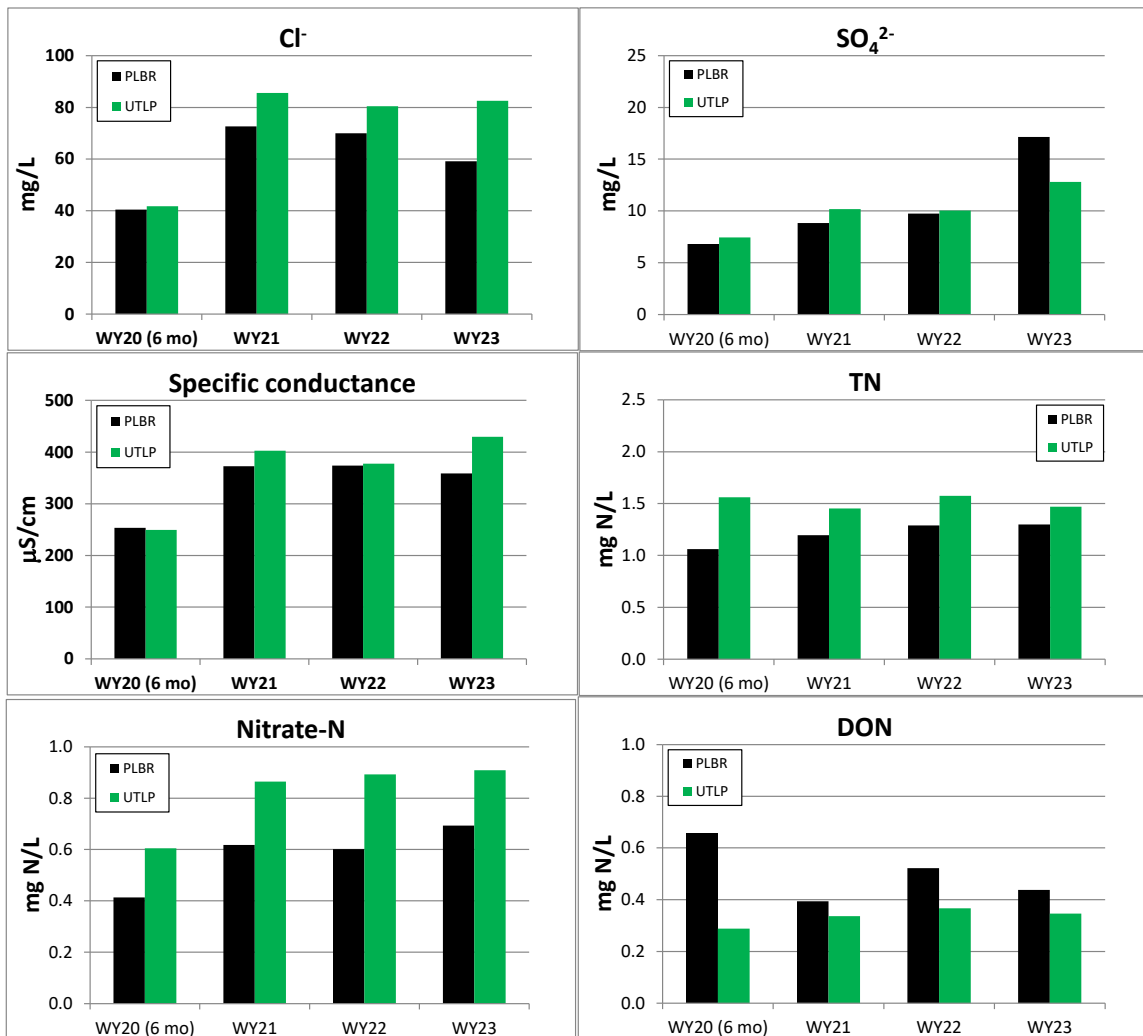 Cl-
100
80
60
40
20
0
mg/L
PLBR
UTLP
WY20 (6 mo) WY21 WY22 WY23
SO₄²⁻
25
20
15
10
5
0
mg/L
PLBR
UTLP
WY20 (6 mo) WY21 WY22 WY23
Specific conductance
500
400
300
200
100
0
µS/cm
PLBR
UTLP
WY20 (6 mo) WY21 WY22 WY23
TN
2.5
2.0
1.5
1.0
0.5
0.0
mg N/L
PLBR
UTLP
WY20 (6 mo) WY21 WY22 WY23
Nitrate-N
1.0
0.8
0.6
0.4
0.2
0.0
mg N/L
PLBR
UTLP
WY20 (6 mo) WY21 WY22 WY23
DON
1.0
0.8
0.6
0.4
0.2
0.0
mg N/L
PLBR
UTLP
WY20 (6 mo) WY21 WY22 WY23